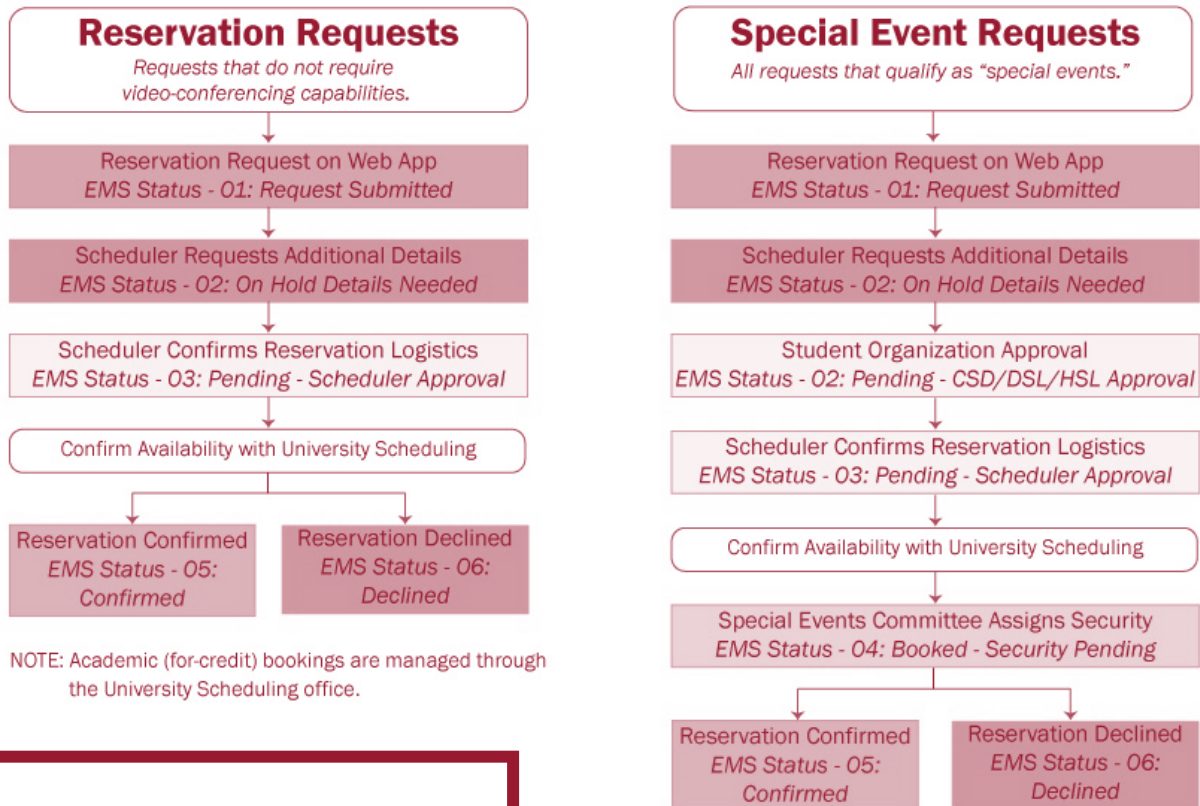 Reservation Requests
Requests that do not require
video-conferencing capabilities.
Reservation Request on Web App
EMS Status - 01: Request Submitted
Scheduler Requests Additional Details
EMS Status - 02: On Hold Details Needed
Scheduler Confirms Reservation Logistics
EMS Status - 03: Pending - Scheduler Approval
Confirm Availability with University Scheduling
Reservation Confirmed
EMS Status - 05:
Confirmed
Reservation Declined
EMS Status - 06:
Declined
NOTE: Academic (for-credit) bookings are managed through
the University Scheduling office.
Special Event Requests
All requests that qualify as “special events.”
Reservation Request on Web App
EMS Status - 01: Request Submitted
Scheduler Requests Additional Details
EMS Status - 02: On Hold Details Needed
Student Organization Approval
EMS Status - 02: Pending - CSD/DSL/HSL Approval
Scheduler Confirms Reservation Logistics
EMS Status - 03: Pending - Scheduler Approval
Confirm Availability with University Scheduling
Special Events Committee Assigns Security
EMS Status - 04: Booked - Security Pending
Reservation Confirmed
EMS Status - 05:
Confirmed
Reservation Declined
EMS Status - 06:
Declined